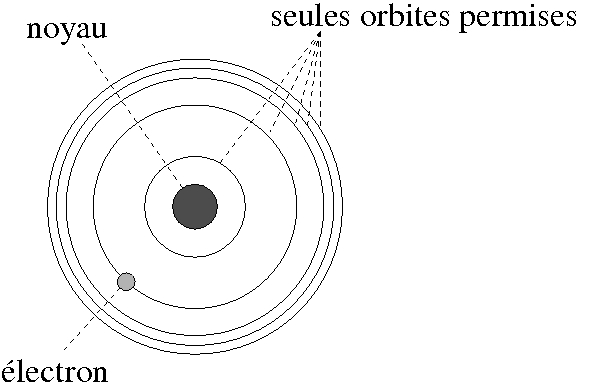 seules orbites permises
noyau
électron